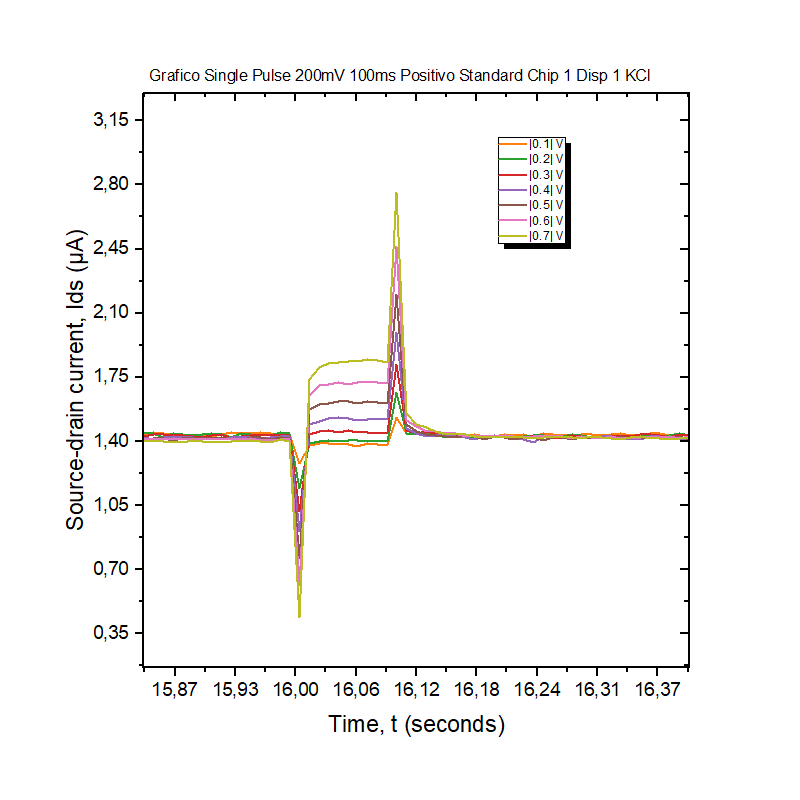 Grafico Single Pulse 200mV 100ms Positivo Standard Chip 1 Disp 1 KCl
|0.1| V
|0.2| V
|0.3| V
|0.4| V
|0.5| V
|0.6| V
|0.7| V
Source-drain current, Ids (μA)
3,15
2,80
2,45
2,10
1,75
1,40
1,05
0,70
0,35
15,87 15,93 16,00 16,06 16,12 16,18 16,24 16,31 16,37
Time, t (seconds)